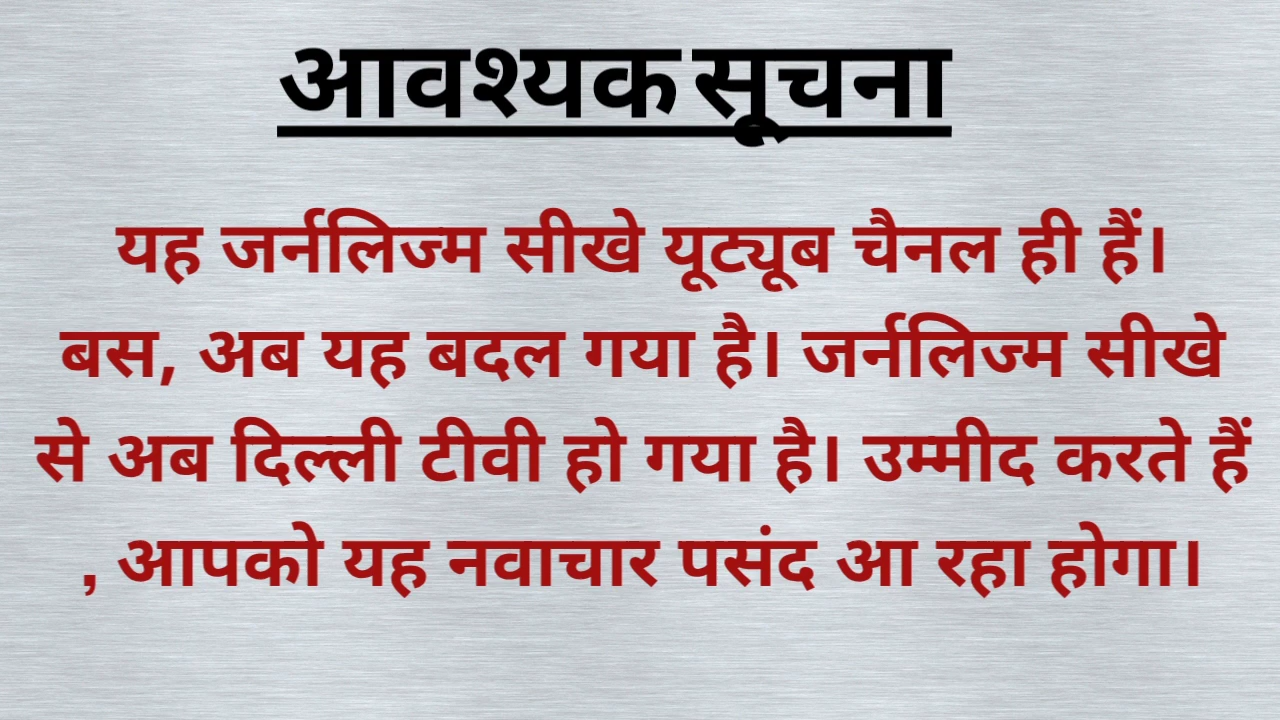 आवश्यक सूचना
यह जर्नलिज्म सीखे यूट्यूब चैनल ही हैं।
बस, अब यह बदल गया है। जर्नलिज्म सीखे
से अब दिल्ली टीवी हो गया है। उम्मीद करते हैं
, आपको यह नवाचार पसंद आ रहा होगा।